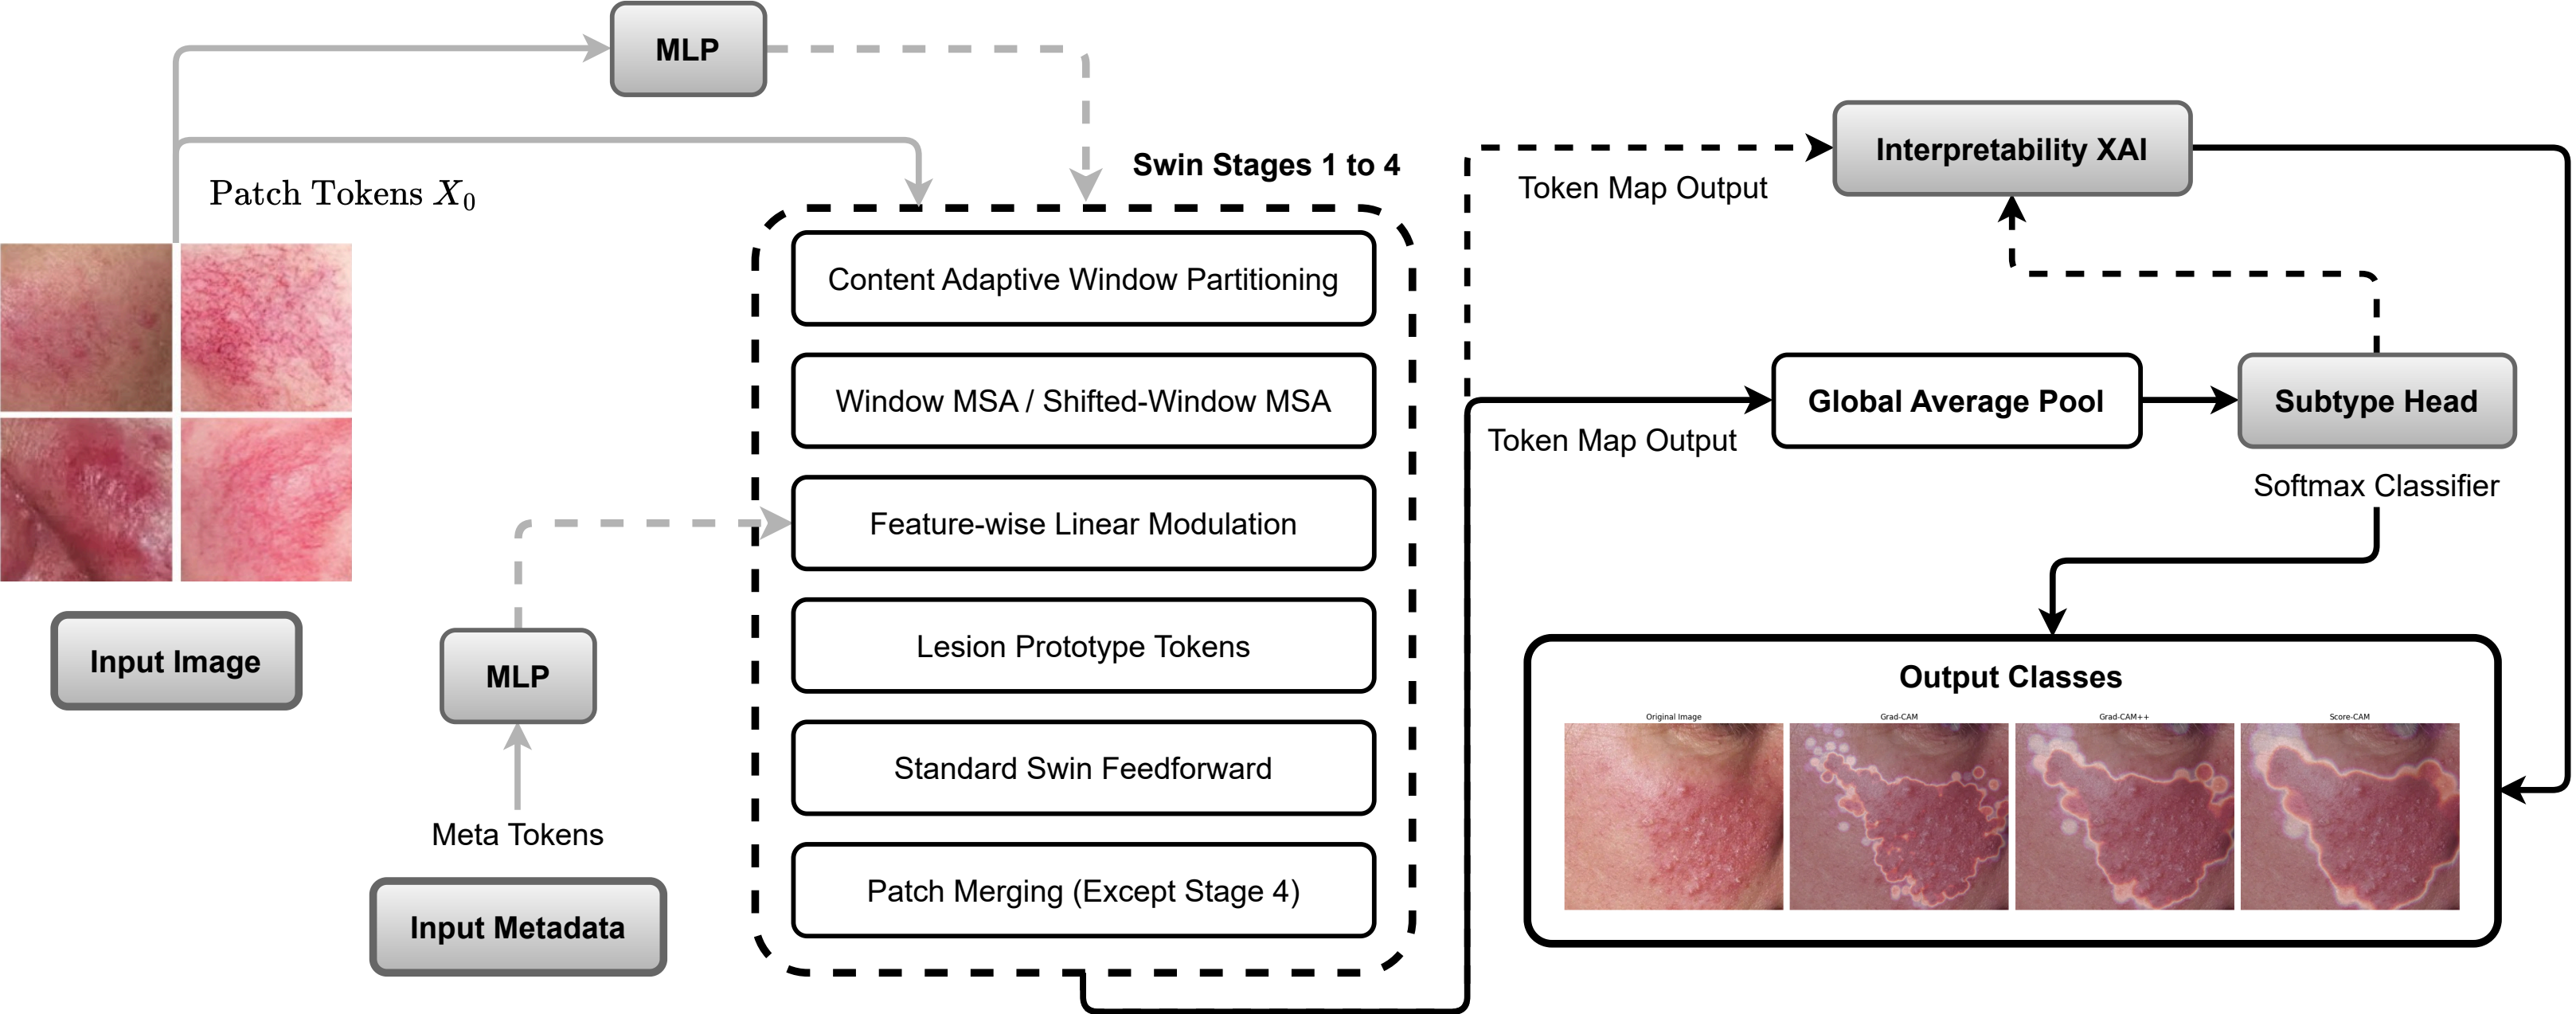 MLP
Patch Tokens X₀
Input Image
MLP
Meta Tokens
Input Metadata
Swin Stages 1 to 4
Content Adaptive Window Partitioning
Window MSA / Shifted-Window MSA
Feature-wise Linear Modulation
Lesion Prototype Tokens
Standard Swin Feedforward
Patch Merging (Except Stage 4)
Interpretability XAI
Token Map Output
Global Average Pool
Subtype Head
Token Map Output
Softmax Classifier
Output Classes
Original Image
Grad-CAM
Grad-CAM++
Score-CAM